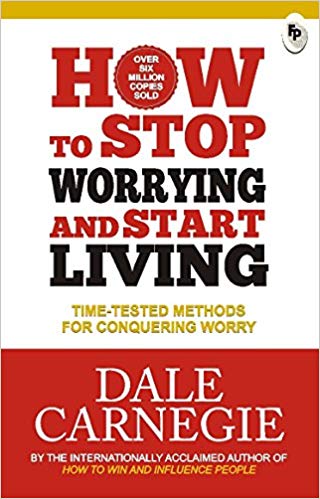 FP
HOW
OVER
SIX
MILLION
COPIES
SOLD
TO STOP
WORRYING
AND START
LIVING
TIME-TESTED METHODS
FOR CONQUERING WORRY
DALE
CARNEGIE
BY THE INTERNATIONALLY ACCLAIMED AUTHOR OF
HOW TO WIN AND INFLUENCE PEOPLE